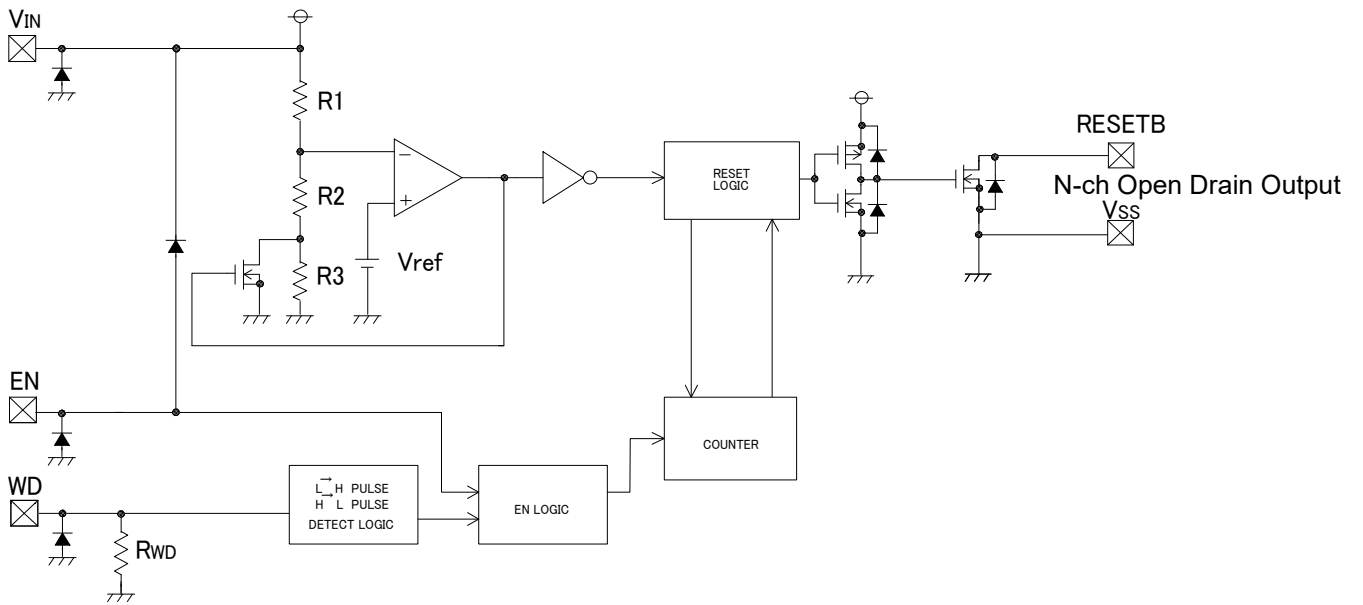 VIN
R1
RESETB
RESET
LOGIC
R2
N-ch Open Drain Output
VSS
Vref
R3
EN
COUNTER
WD
L → H PULSE
H → L PULSE
DETECT LOGIC
EN LOGIC
RWD